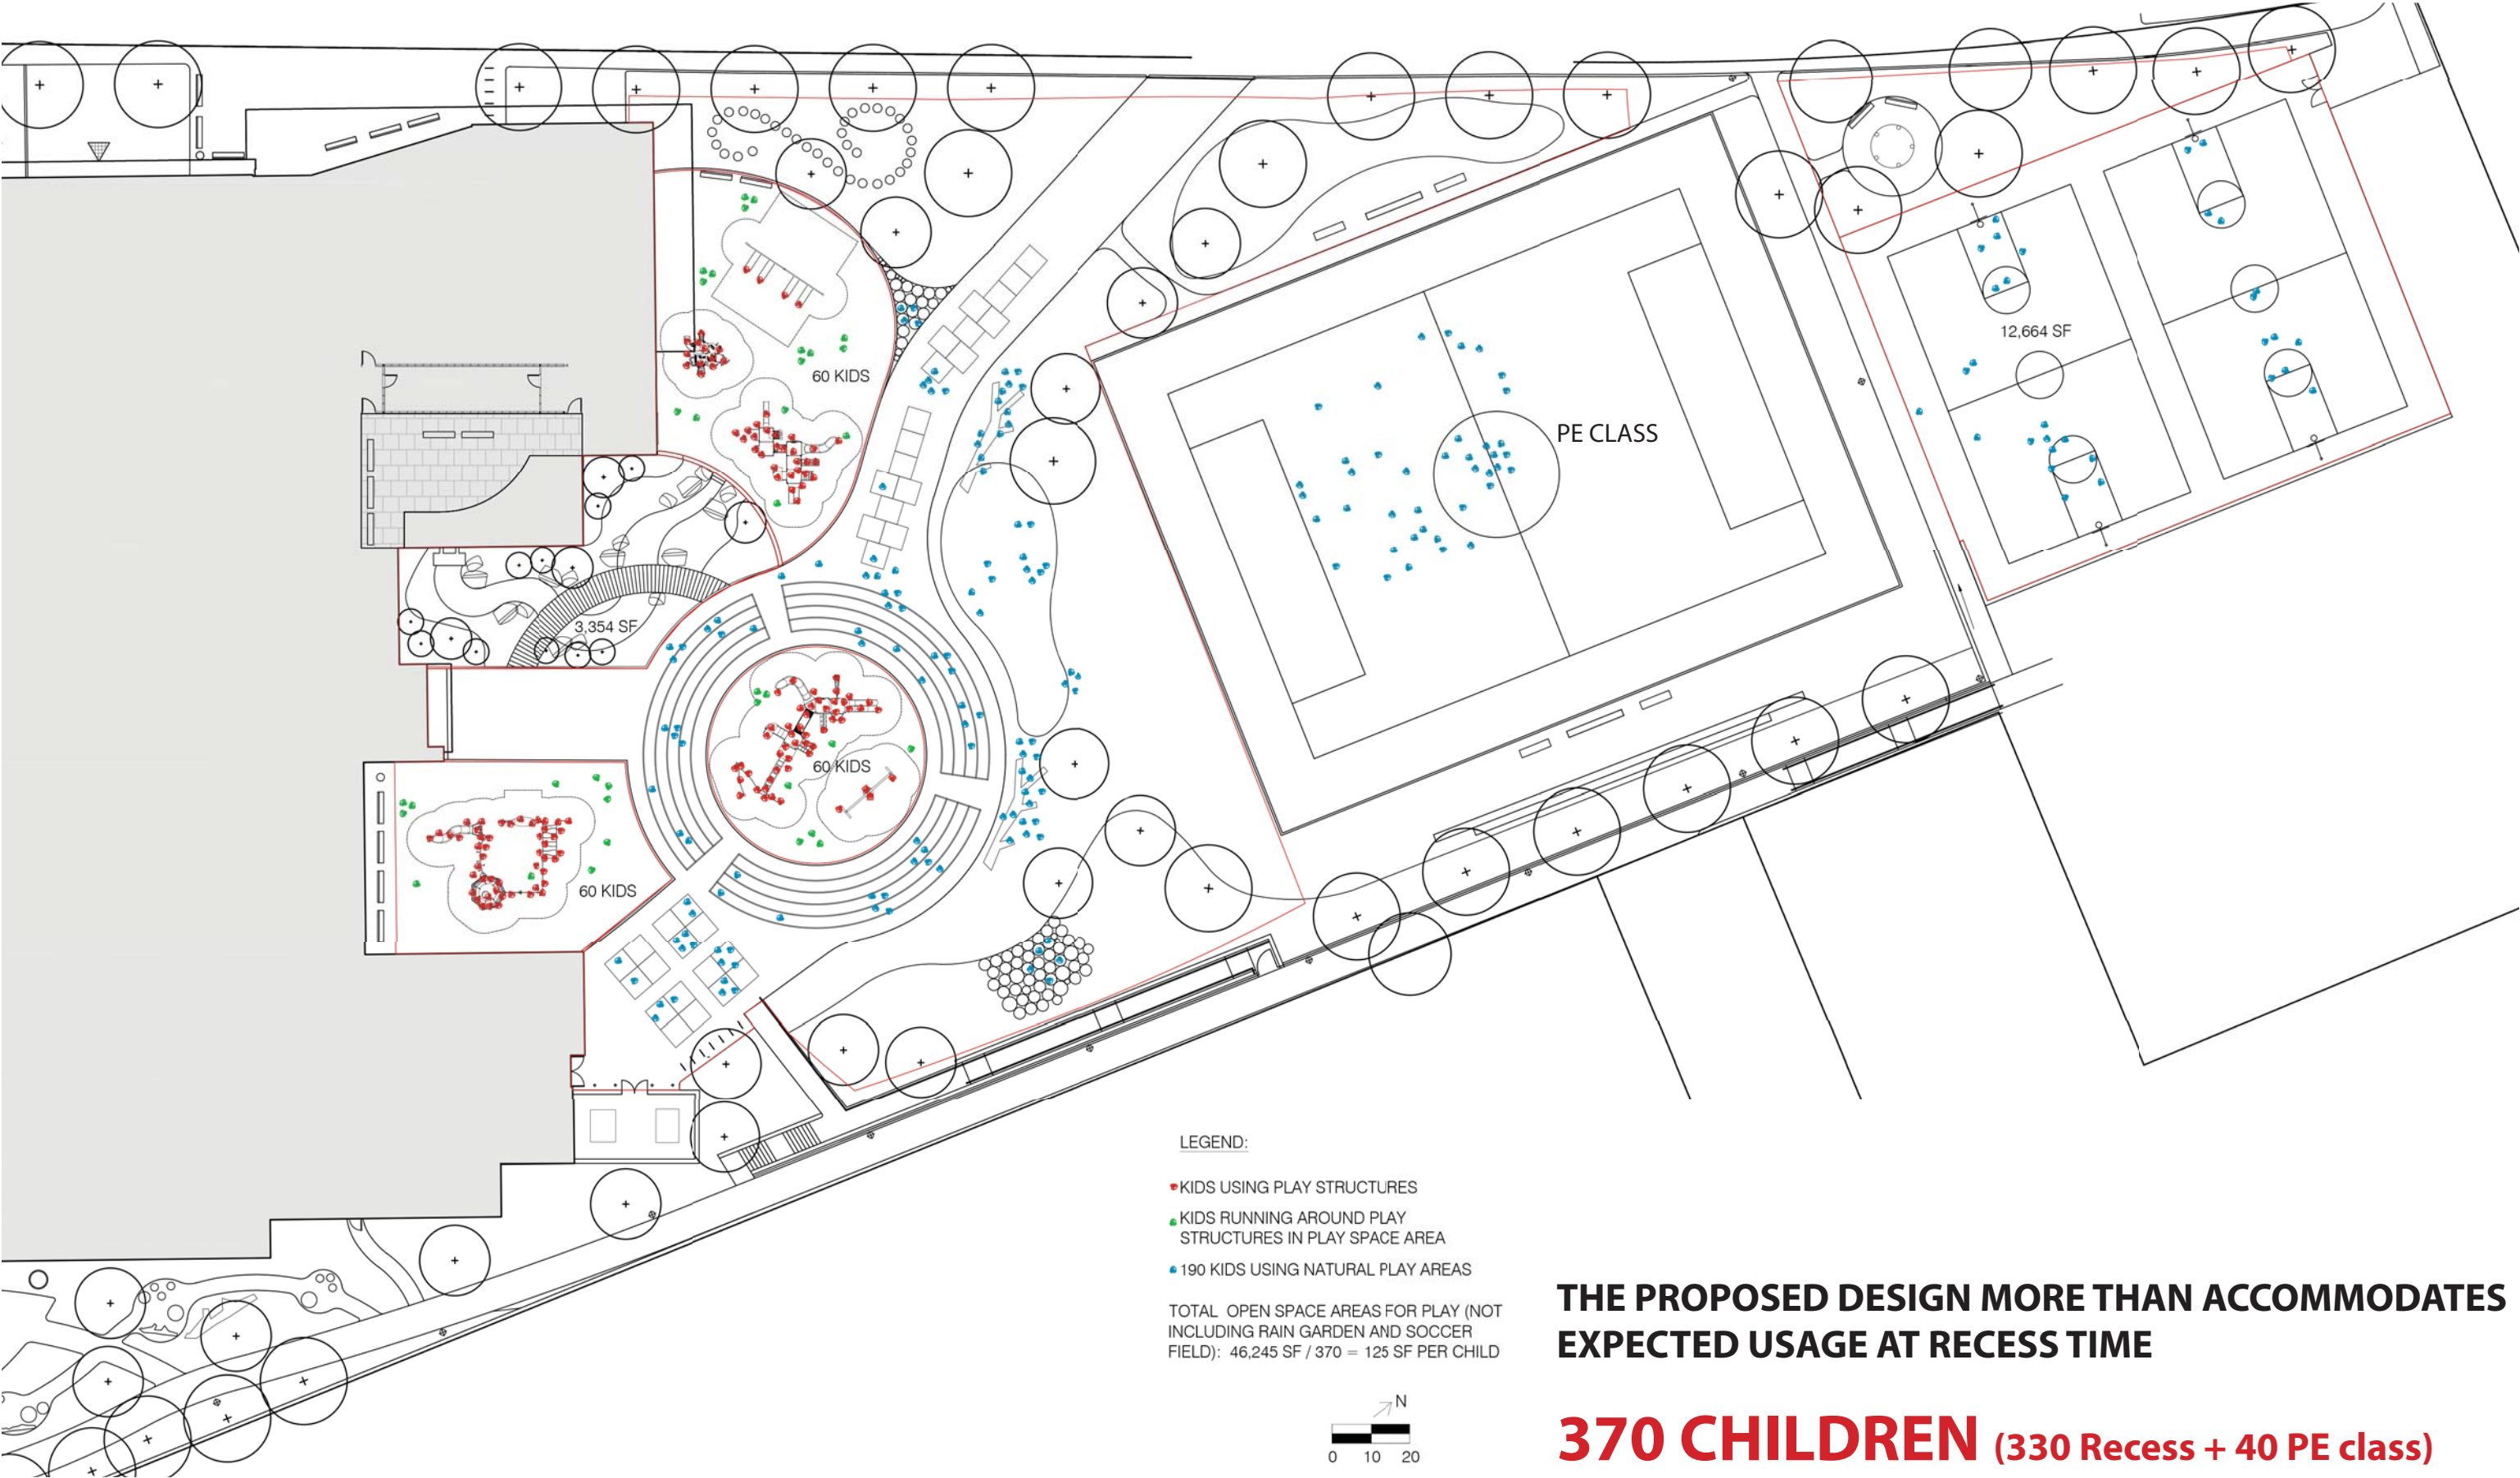 60 KIDS
12,664 SF
PE CLASS
3,354 SF
60 KIDS
60 KIDS
LEGEND:
KIDS USING PLAY STRUCTURES
KIDS RUNNING AROUND PLAY
STRUCTURES IN PLAY SPACE AREA
190 KIDS USING NATURAL PLAY AREAS
TOTAL OPEN SPACE AREAS FOR PLAY (NOT
INCLUDING RAIN GARDEN AND SOCCER
FIELD): 46,245 SF / 370 = 125 SF PER CHILD
N
0 10 20
THE PROPOSED DESIGN MORE THAN ACCOMMODATES
EXPECTED USAGE AT RECESS TIME
370 CHILDREN (330 Recess + 40 PE class)